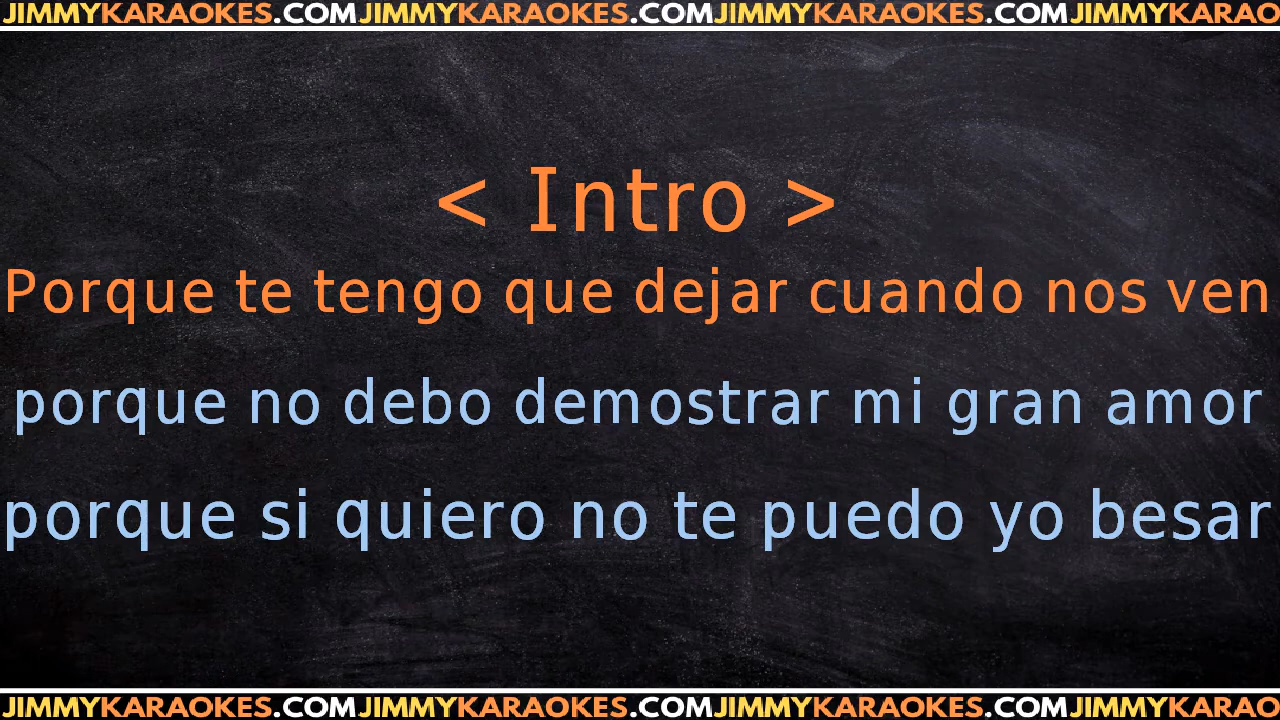 JIMMYKARAOKES.COMJIMMYKARAOKES.COMJIMMYKARAOKES.COMJIMMYKARAO
< Intro >
Porque te tengo que dejar cuando nos ven
porque no debo demostrar mi gran amor
porque si quiero no te puedo yo besar
JIMMYKARAOKES.COMJIMMYKARAOKES.COMJIMMYKARAOKES.COMJIMMYKARAO